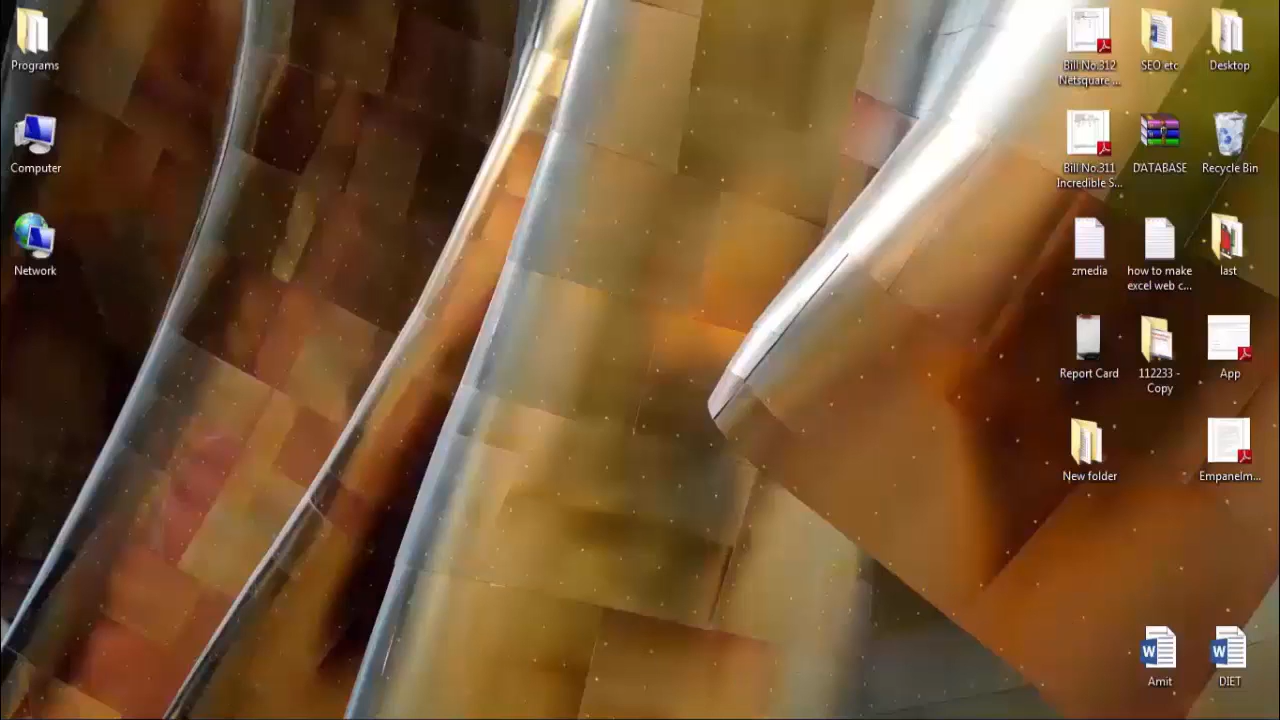 Programs
Computer
Network
Bill No.312
Netsquare ...
SEO etc
Desktop
Bill No.311
Incredible S...
DATABASE
Recycle Bin
zmedia
how to make
excel web c...
last
Report Card
112233 -
Copy
App
New folder
Empanelm...
Amit
DIET